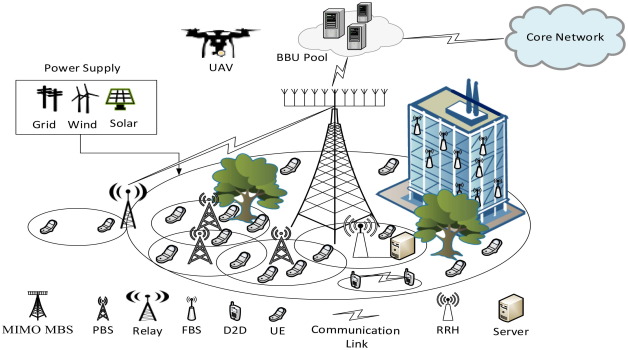 UAV
BBU Pool
Core Network
Power Supply
Grid Wind Solar
MIMO MBS PBS Relay FBS D2D UE Communication Link RRH Server